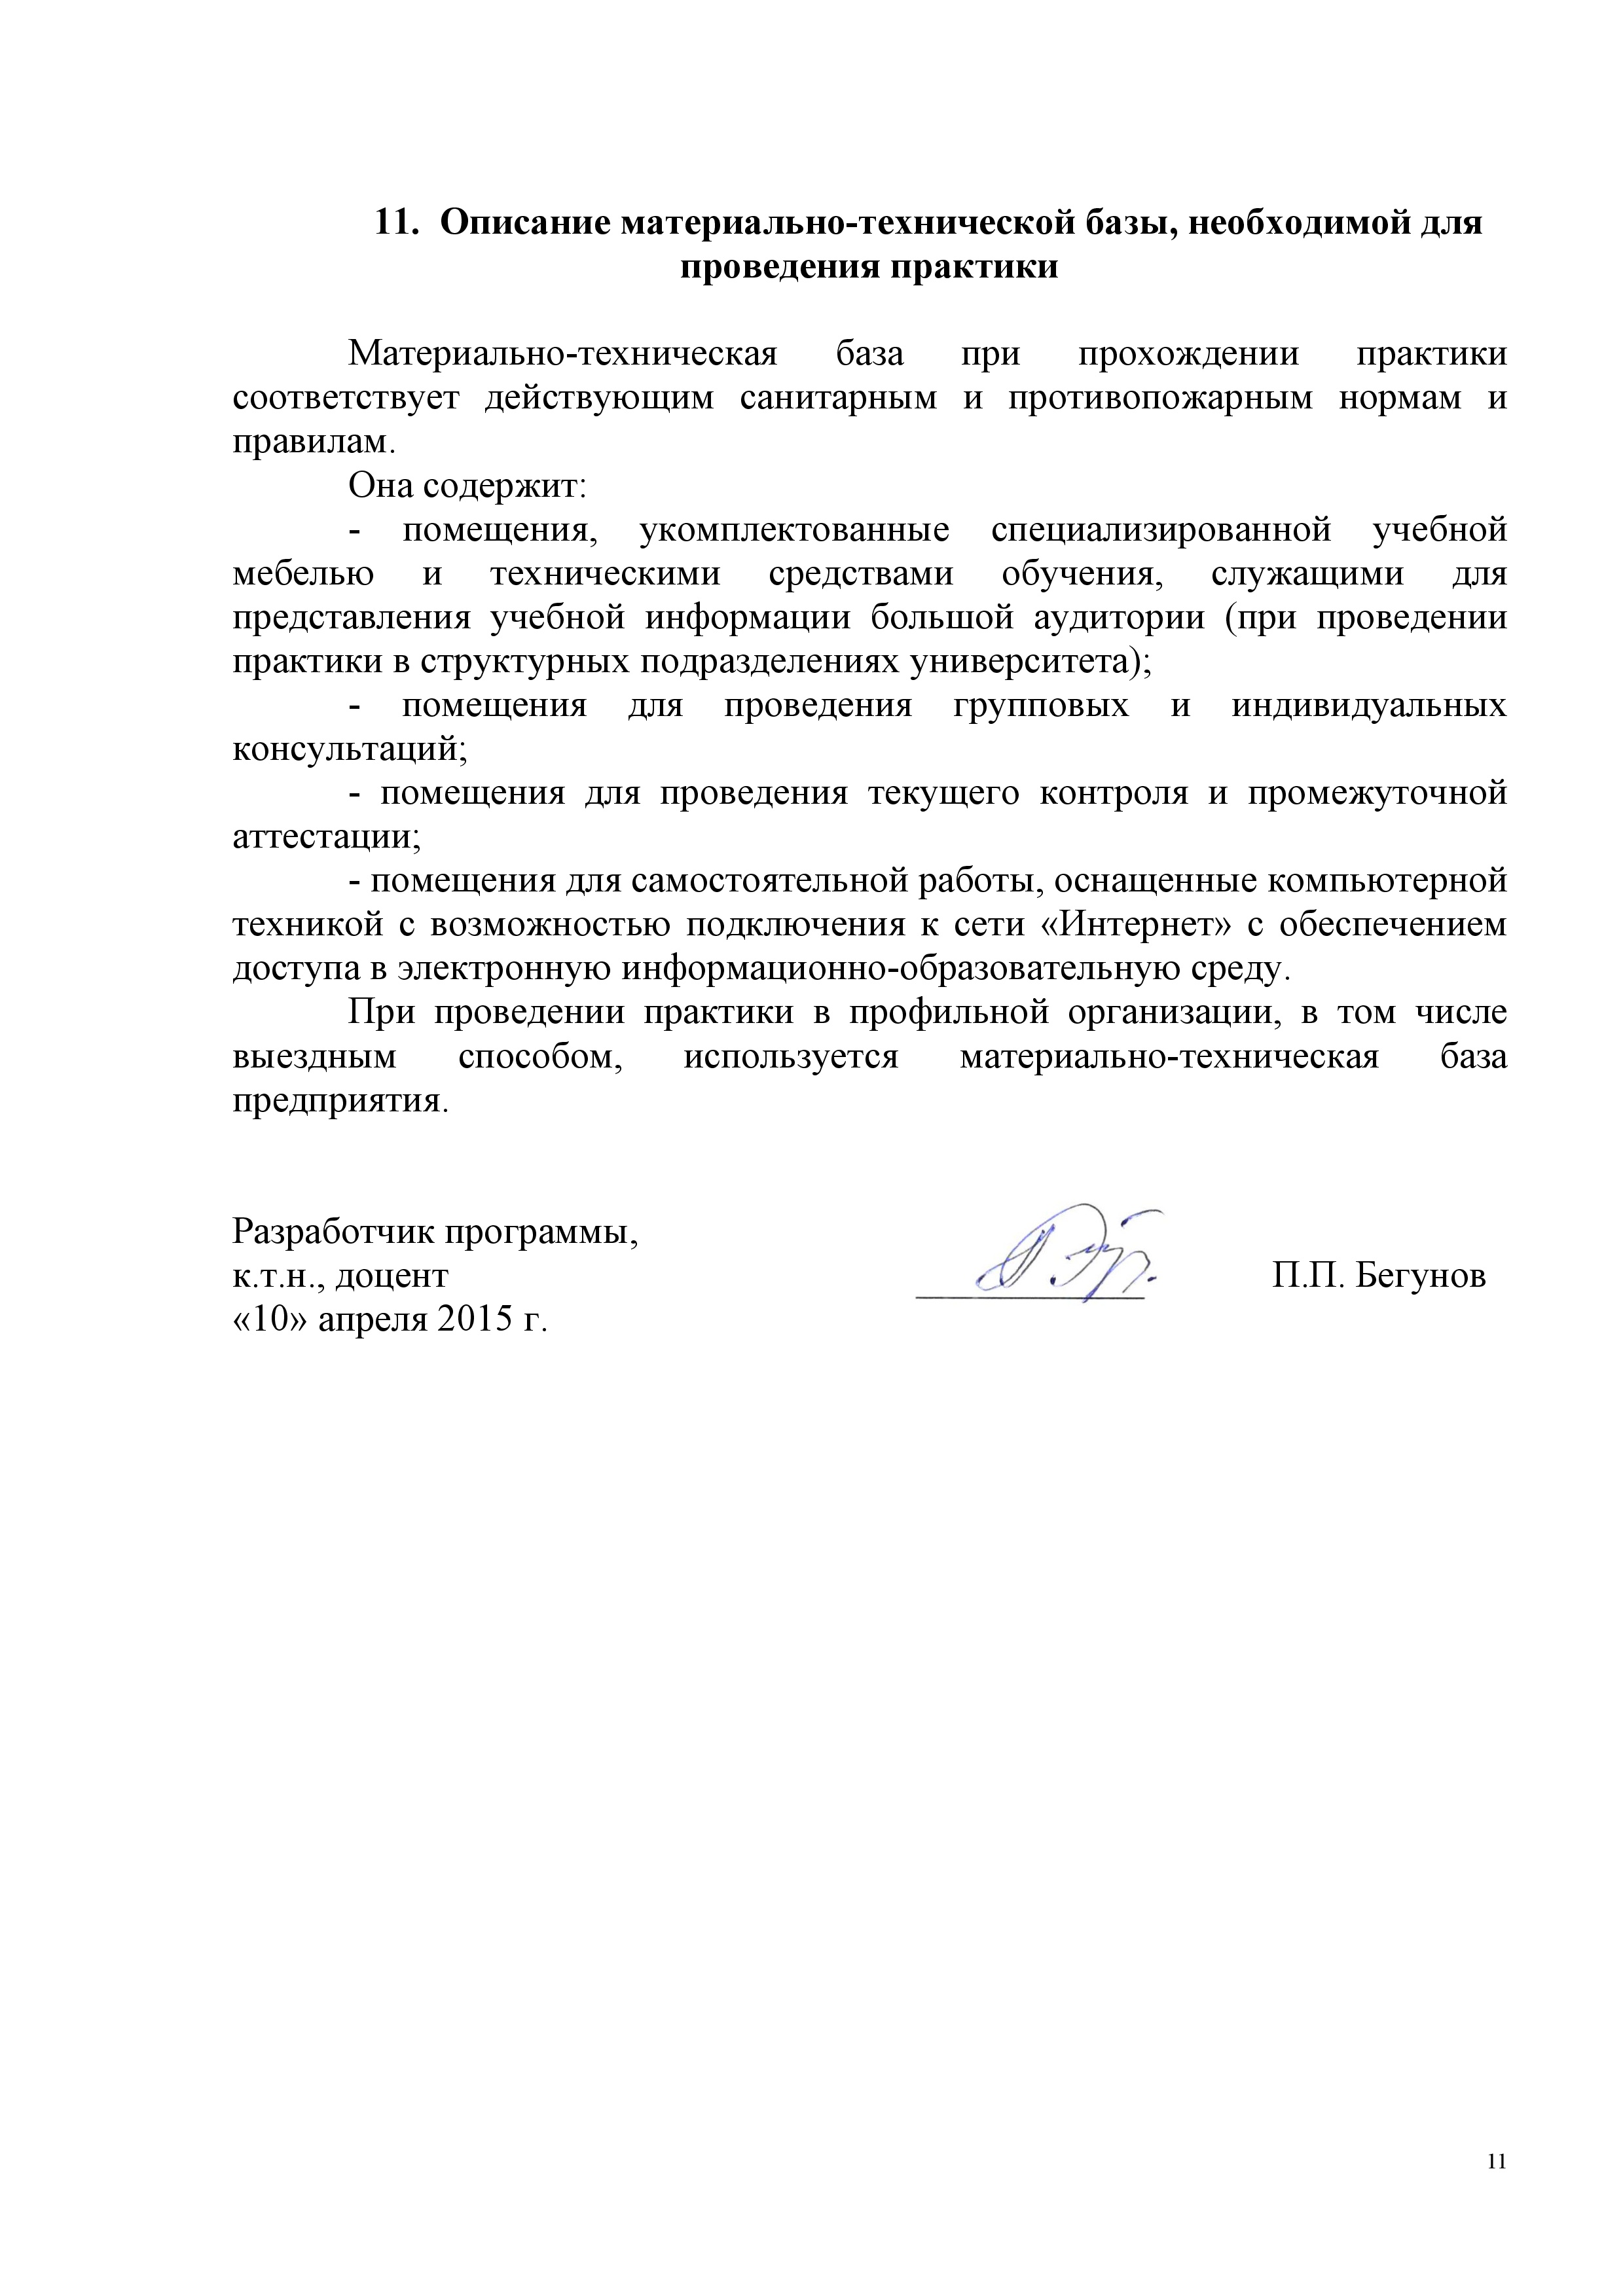 11. Описание материально-технической базы, необходимой для
проведения практики
Материально-техническая база при прохождении практики
соответствует действующим санитарным и противопожарным нормам и
правилам.
Она содержит:
- помещения, укомплектованные специализированной учебной
мебелью и техническими средствами обучения, служащими для
представления учебной информации большой аудитории (при проведении
практики в структурных подразделениях университета);
- помещения для проведения групповых и индивидуальных
консультаций;
- помещения для проведения текущего контроля и промежуточной
аттестации;
- помещения для самостоятельной работы, оснащенные компьютерной
техникой с возможностью подключения к сети «Интернет» с обеспечением
доступа в электронную информационно-образовательную среду.
При проведении практики в профильной организации, в том числе
выездным способом, используется материально-техническая база
предприятия.
Разработчик программы,
к.т.н., доцент П.П. Бегунов
«10» апреля 2015 г.
11